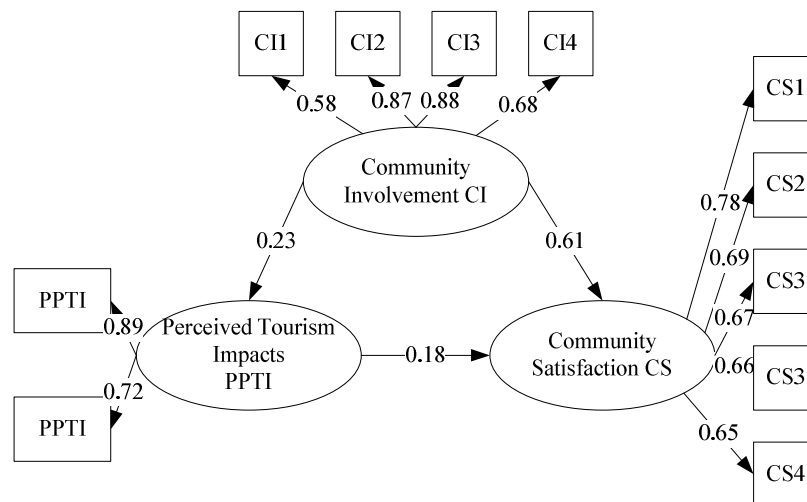 CI1
CI2
CI3
CI4
0.58
0.87
0.88
0.68
CS1
CS2
CS3
CS3
CS4
Community
Involvement CI
0.78
0.69
0.67
0.66
0.65
0.23
0.61
PPTI
PPTI
0.89
0.72
Perceived Tourism
Impacts
PPTI
0.18
Community
Satisfaction CS